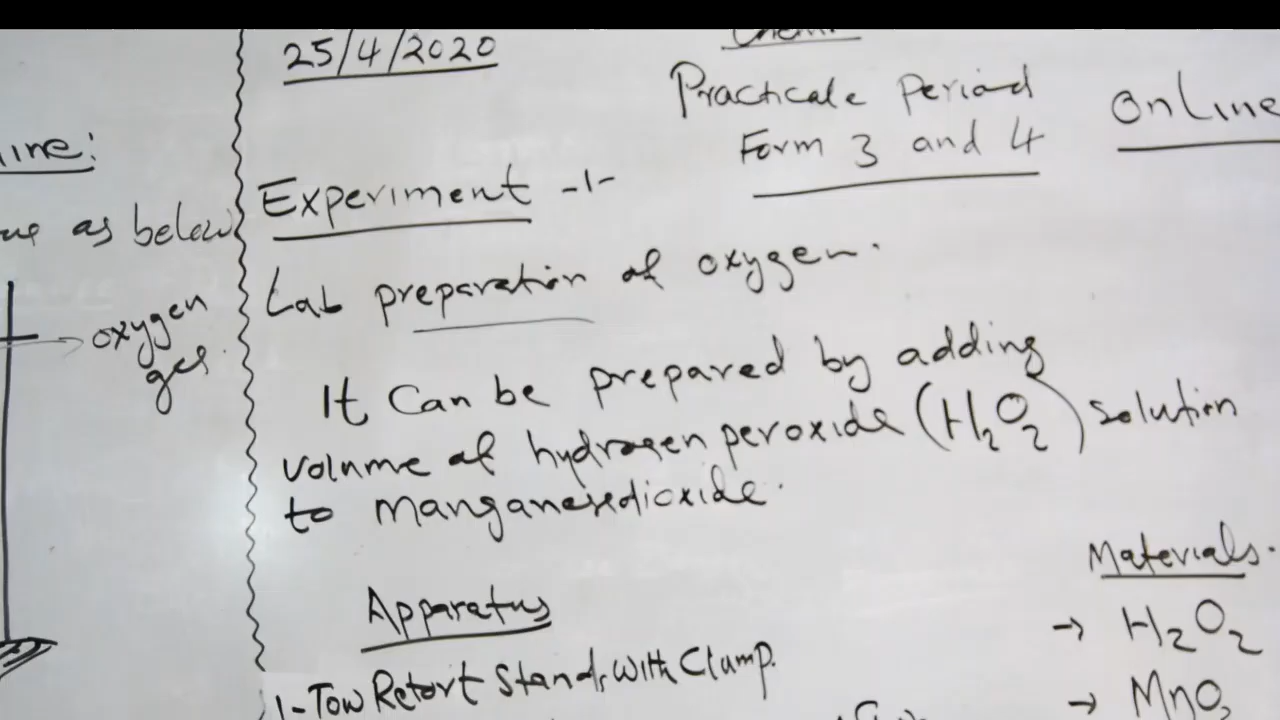 ine:
as below
oxygen
ges.
25/4/2020
Practicale Period
Form 3 and 4
Online
Experiment -1-
Lab preparation of oxygen.
It Can be prepared by adding
volume of hydrogen peroxide (H₂O₂) solution
to manganesedioxide.
Apparatus
1-Tow Retort Stands with Clamp.
Materials.
→ H₂O₂
→ MnO₂